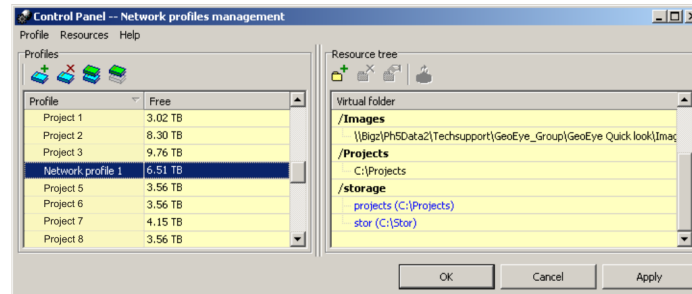 Control Panel -- Network profiles management
Profile Resources Help
Profiles
Profile Free
Project 1 3.02 TB
Project 2 8.30 TB
Project 3 9.76 TB
Network profile 1 6.51 TB
Project 5 3.56 TB
Project 6 3.56 TB
Project 7 4.15 TB
Project 8 3.56 TB
Resource tree
Virtual folder
/Images
\\Bigz\Ph5Data2\Techsupport\GeoEye_Group\GeoEye Quick look\Imag
/Projects
C:\Projects
/storage
projects (C:\Projects)
stor (C:\Stor)
OK Cancel Apply